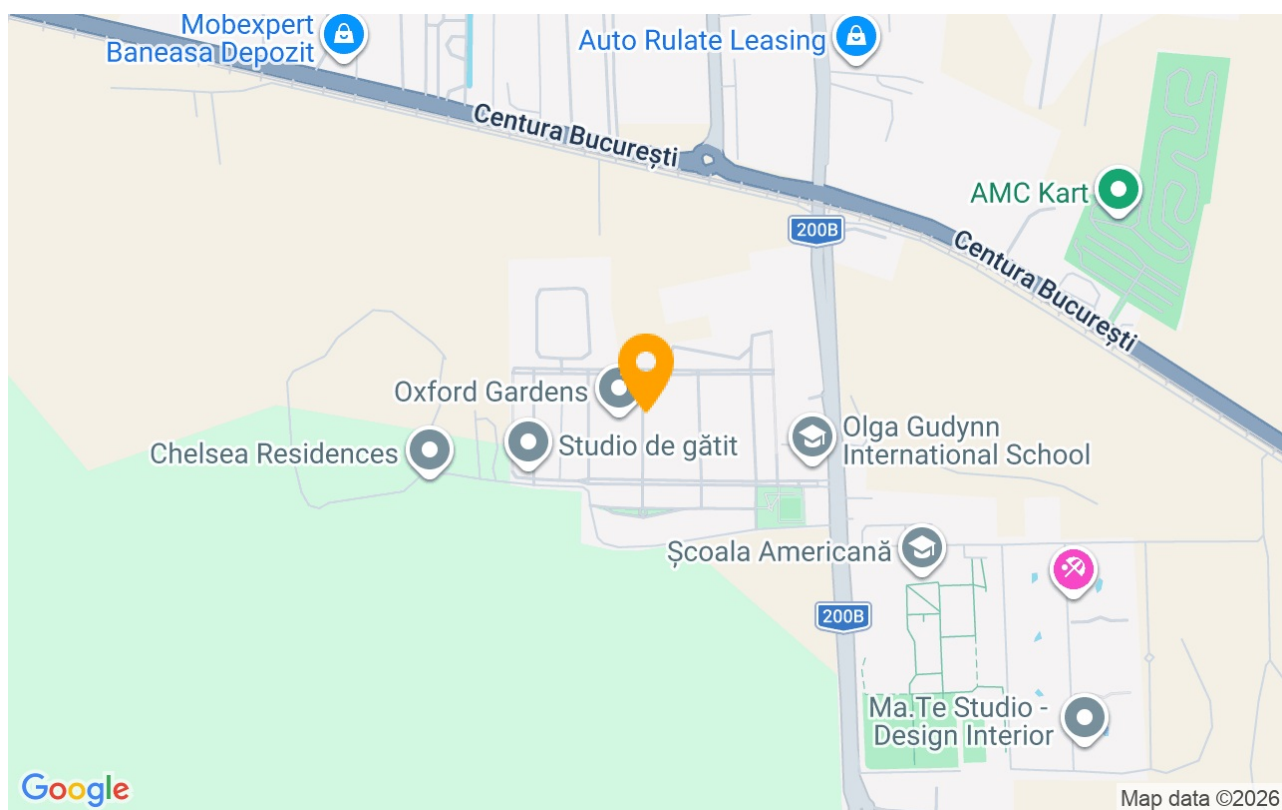 Mobexpert
Baneasa Depozit
Auto Rulate Leasing
Centura București
AMC Kart
200B
Centura București
Oxford Gardens
Chelsea Residences
Studio de gătit
Olga Gudynn
International School
Școala Americană
200B
Ma.Te Studio -
Design Interior
Google
Map data ©2026